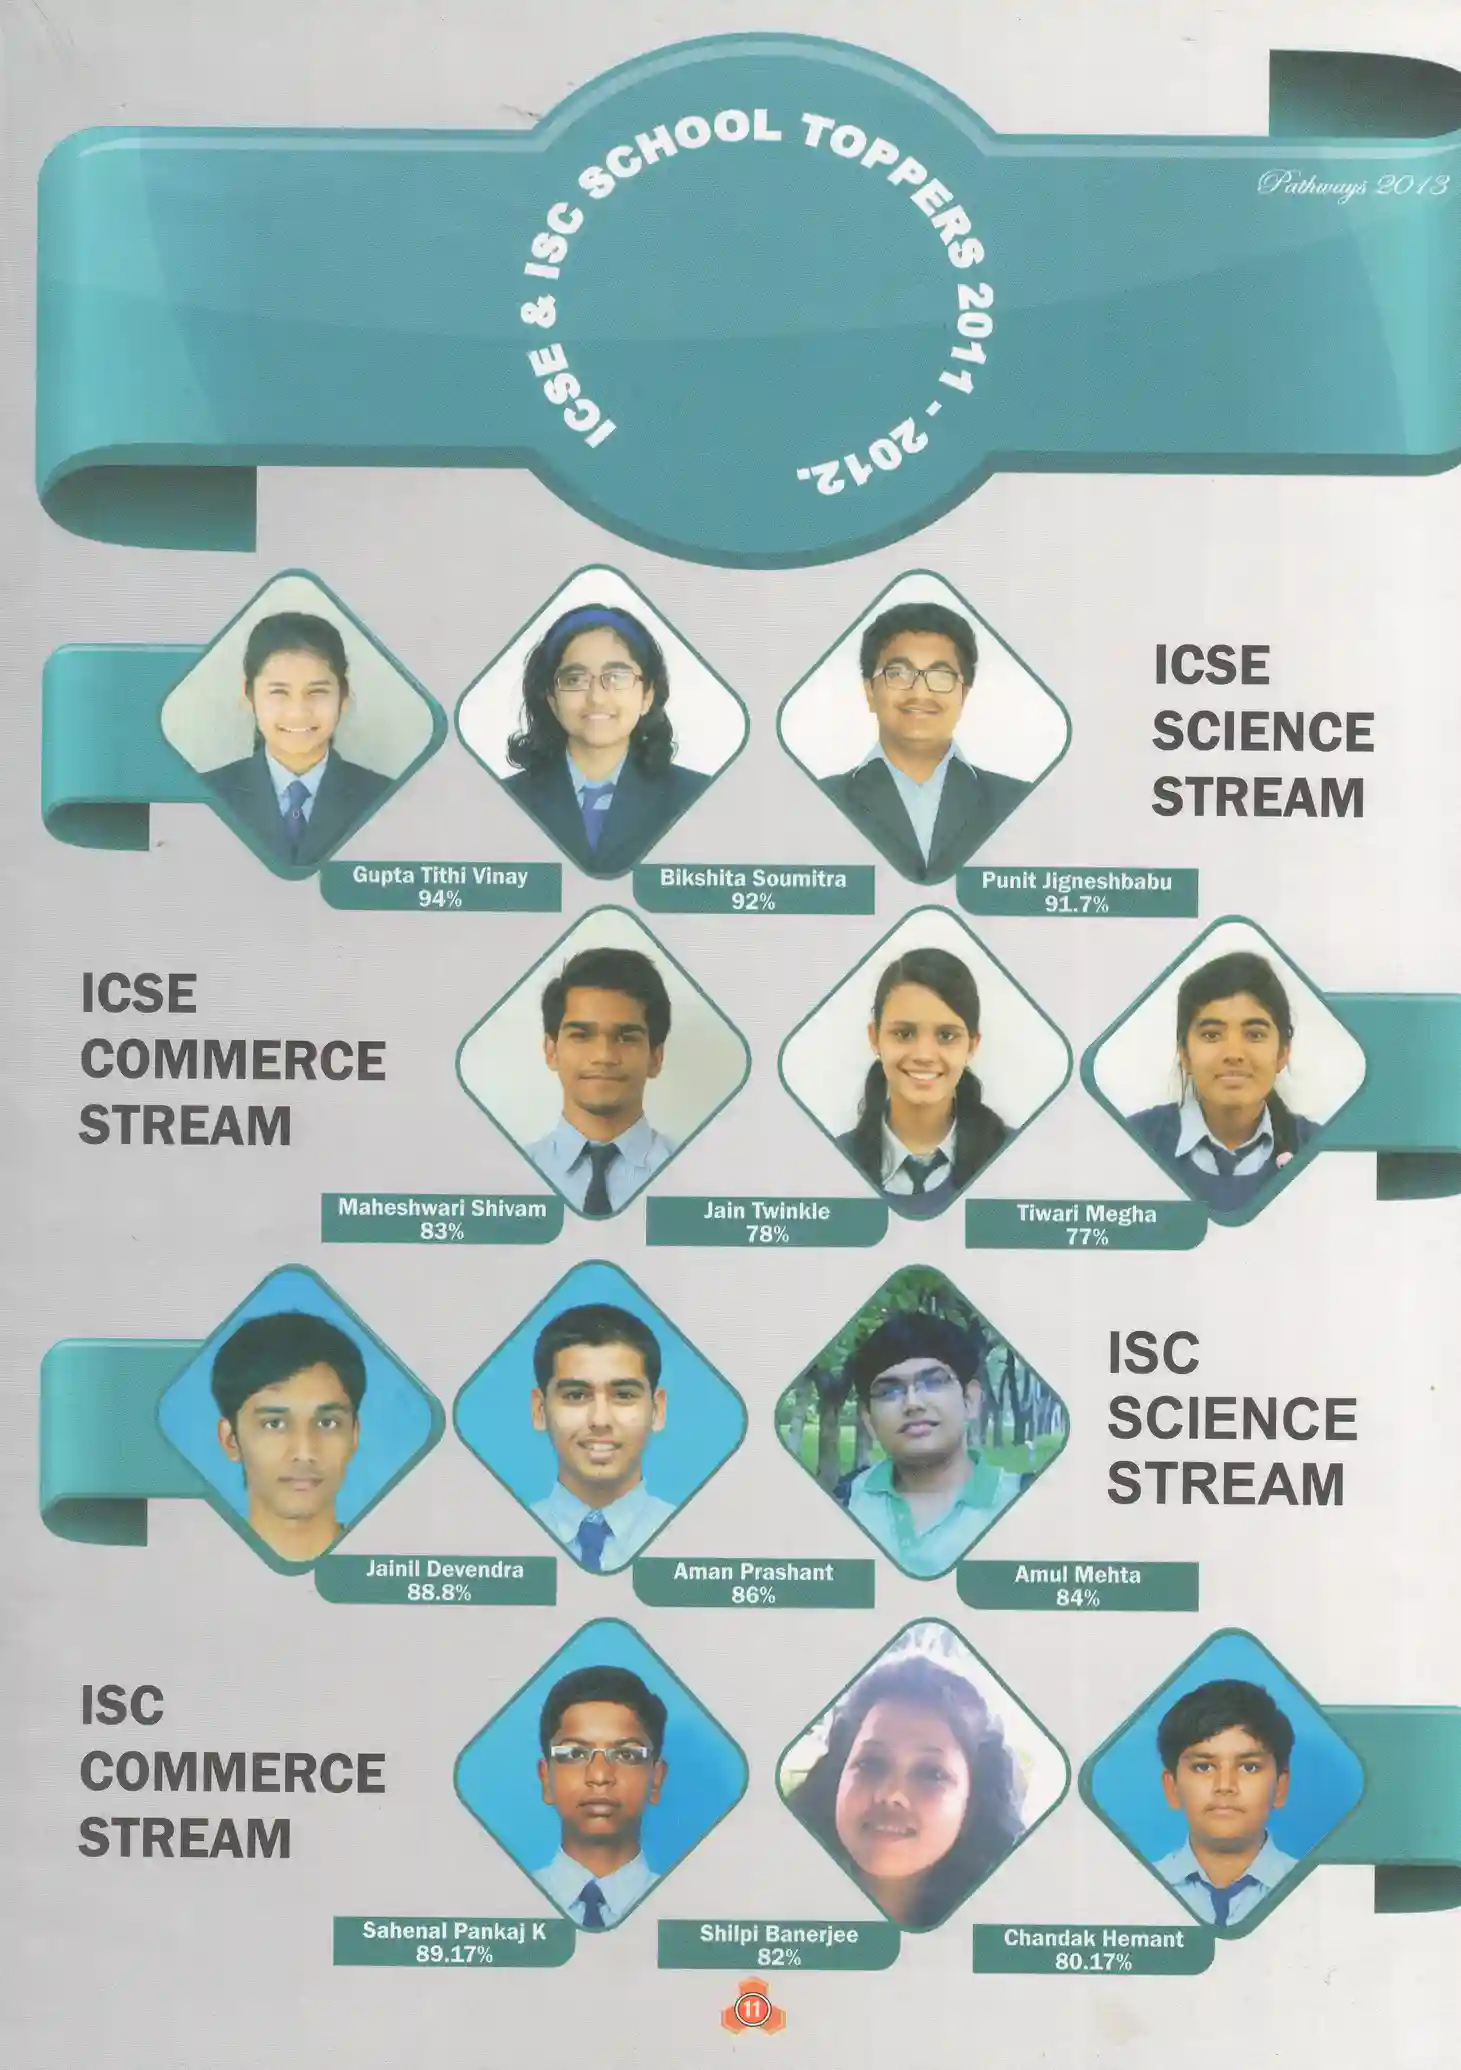 ICSE & ISC SCHOOL TOPPERS 2011 - 2012.
Pathways 2013
ICSE
SCIENCE
STREAM
Gupta Tithi Vinay
94%
Bikshita Soumitra
92%
Punit Jigneshbabu
91.7%
ICSE
COMMERCE
STREAM
Maheshwari Shivam
83%
Jain Twinkle
78%
Tiwari Megha
77%
ISC
SCIENCE
STREAM
Jainil Devendra
88.8%
Aman Prashant
86%
Amul Mehta
84%
ISC
COMMERCE
STREAM
Sahenal Pankaj K
89.17%
Shilpi Banerjee
82%
Chandak Hemant
80.17%
11